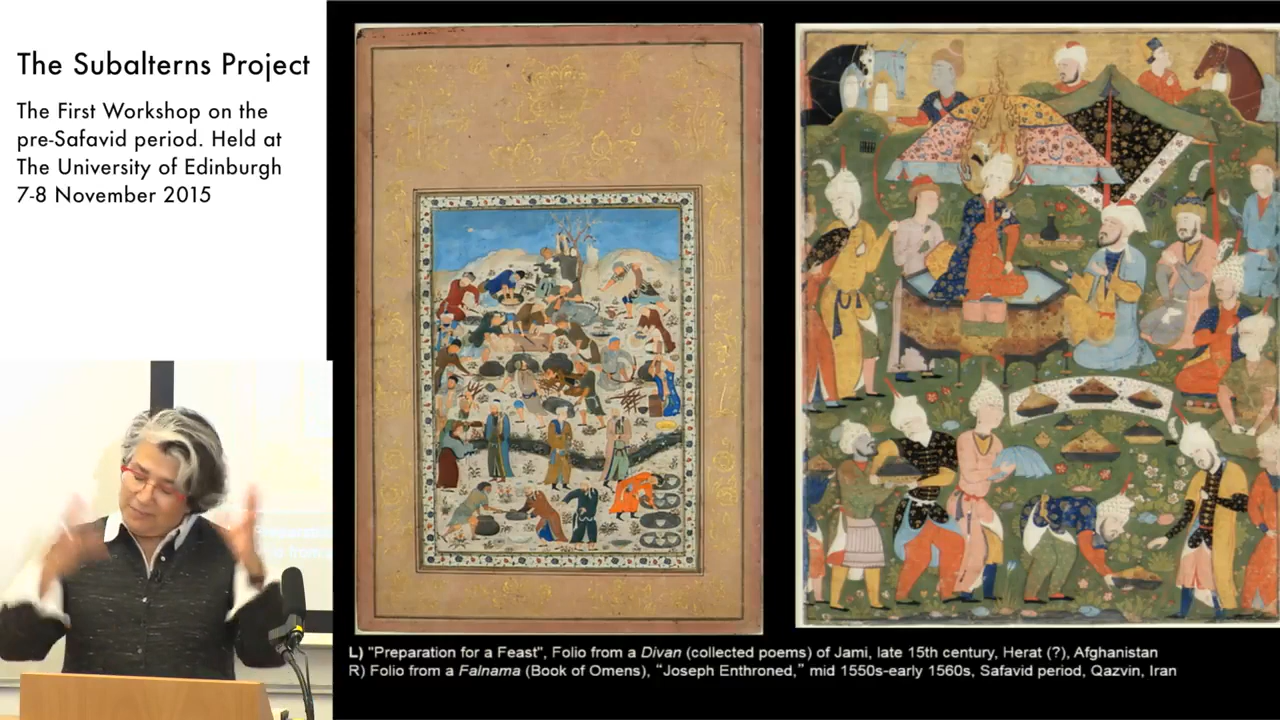 The Subalterns Project
The First Workshop on the
pre-Safavid period. Held at
The University of Edinburgh
7-8 November 2015
L) "Preparation for a Feast", Folio from a Divan (collected poems) of Jami, late 15th century, Herat (?), Afghanistan
R) Folio from a Falnama (Book of Omens), “Joseph Enthroned,” mid 1550s-early 1560s, Safavid period, Qazvin, Iran